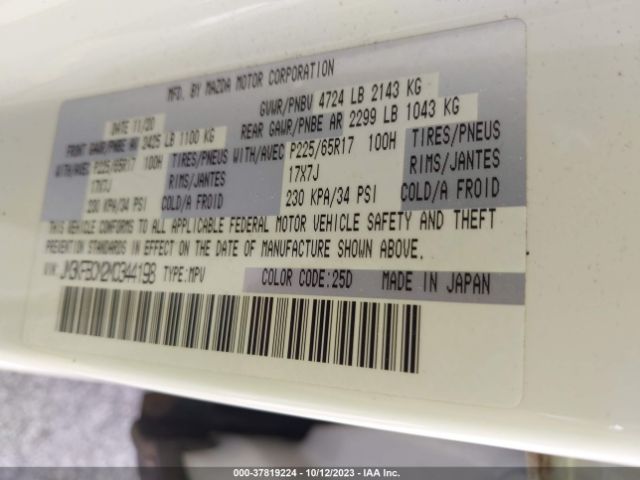 MFD. BY MAZDA MOTOR CORPORATION
DATE 11/20 GVWR/PNBV 4724 LB 2143 KG
FRONT GAWR/PNBE AV 2425 LB 1100 KG REAR GAWR/PNBE AR 2299 LB 1043 KG
WITH/AVEC P225/65R17 100H TIRES/PNEUS WITH/AVEC P225/65R17 100H TIRES/PNEUS
17X7J RIMS/JANTES 17X7J RIMS/JANTES
230 KPA/34 PSI COLD/A FROID 230 KPA/34 PSI COLD/A FROID
THIS VEHICLE CONFORMS TO ALL APPLICABLE FEDERAL MOTOR VEHICLE SAFETY AND THEFT
PREVENTION STANDARDS IN EFFECT ON THE DATE OF MANUFACTURE SHOWN ABOVE.
VIN: JM3KFBCM2M0344198 TYPE:MPV COLOR CODE:25D MADE IN JAPAN
000-37819224 - 10/12/2023 - IAA Inc.